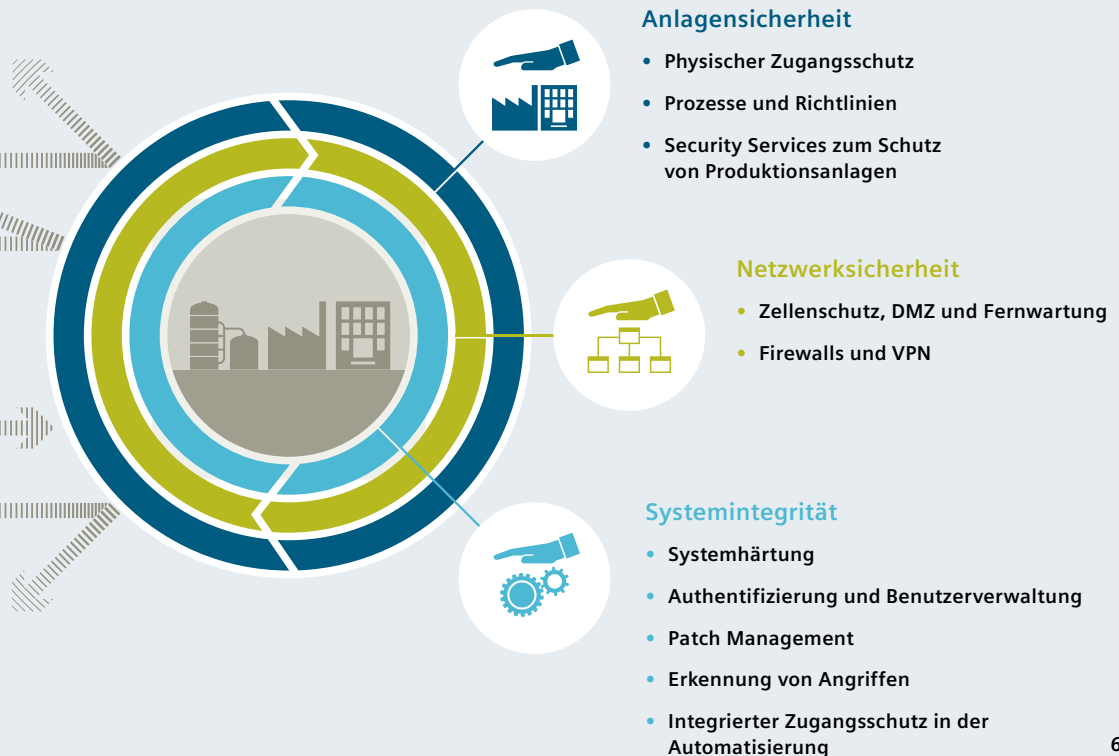 Anlagensicherheit
• Physischer Zugangsschutz
• Prozesse und Richtlinien
• Security Services zum Schutz
von Produktionsanlagen
Netzwerksicherheit
• Zellenschutz, DMZ und Fernwartung
• Firewalls und VPN
Systemintegrität
• Systemhärtung
• Authentifizierung und Benutzerverwaltung
• Patch Management
• Erkennung von Angriffen
• Integrierter Zugangsschutz in der
Automatisierung